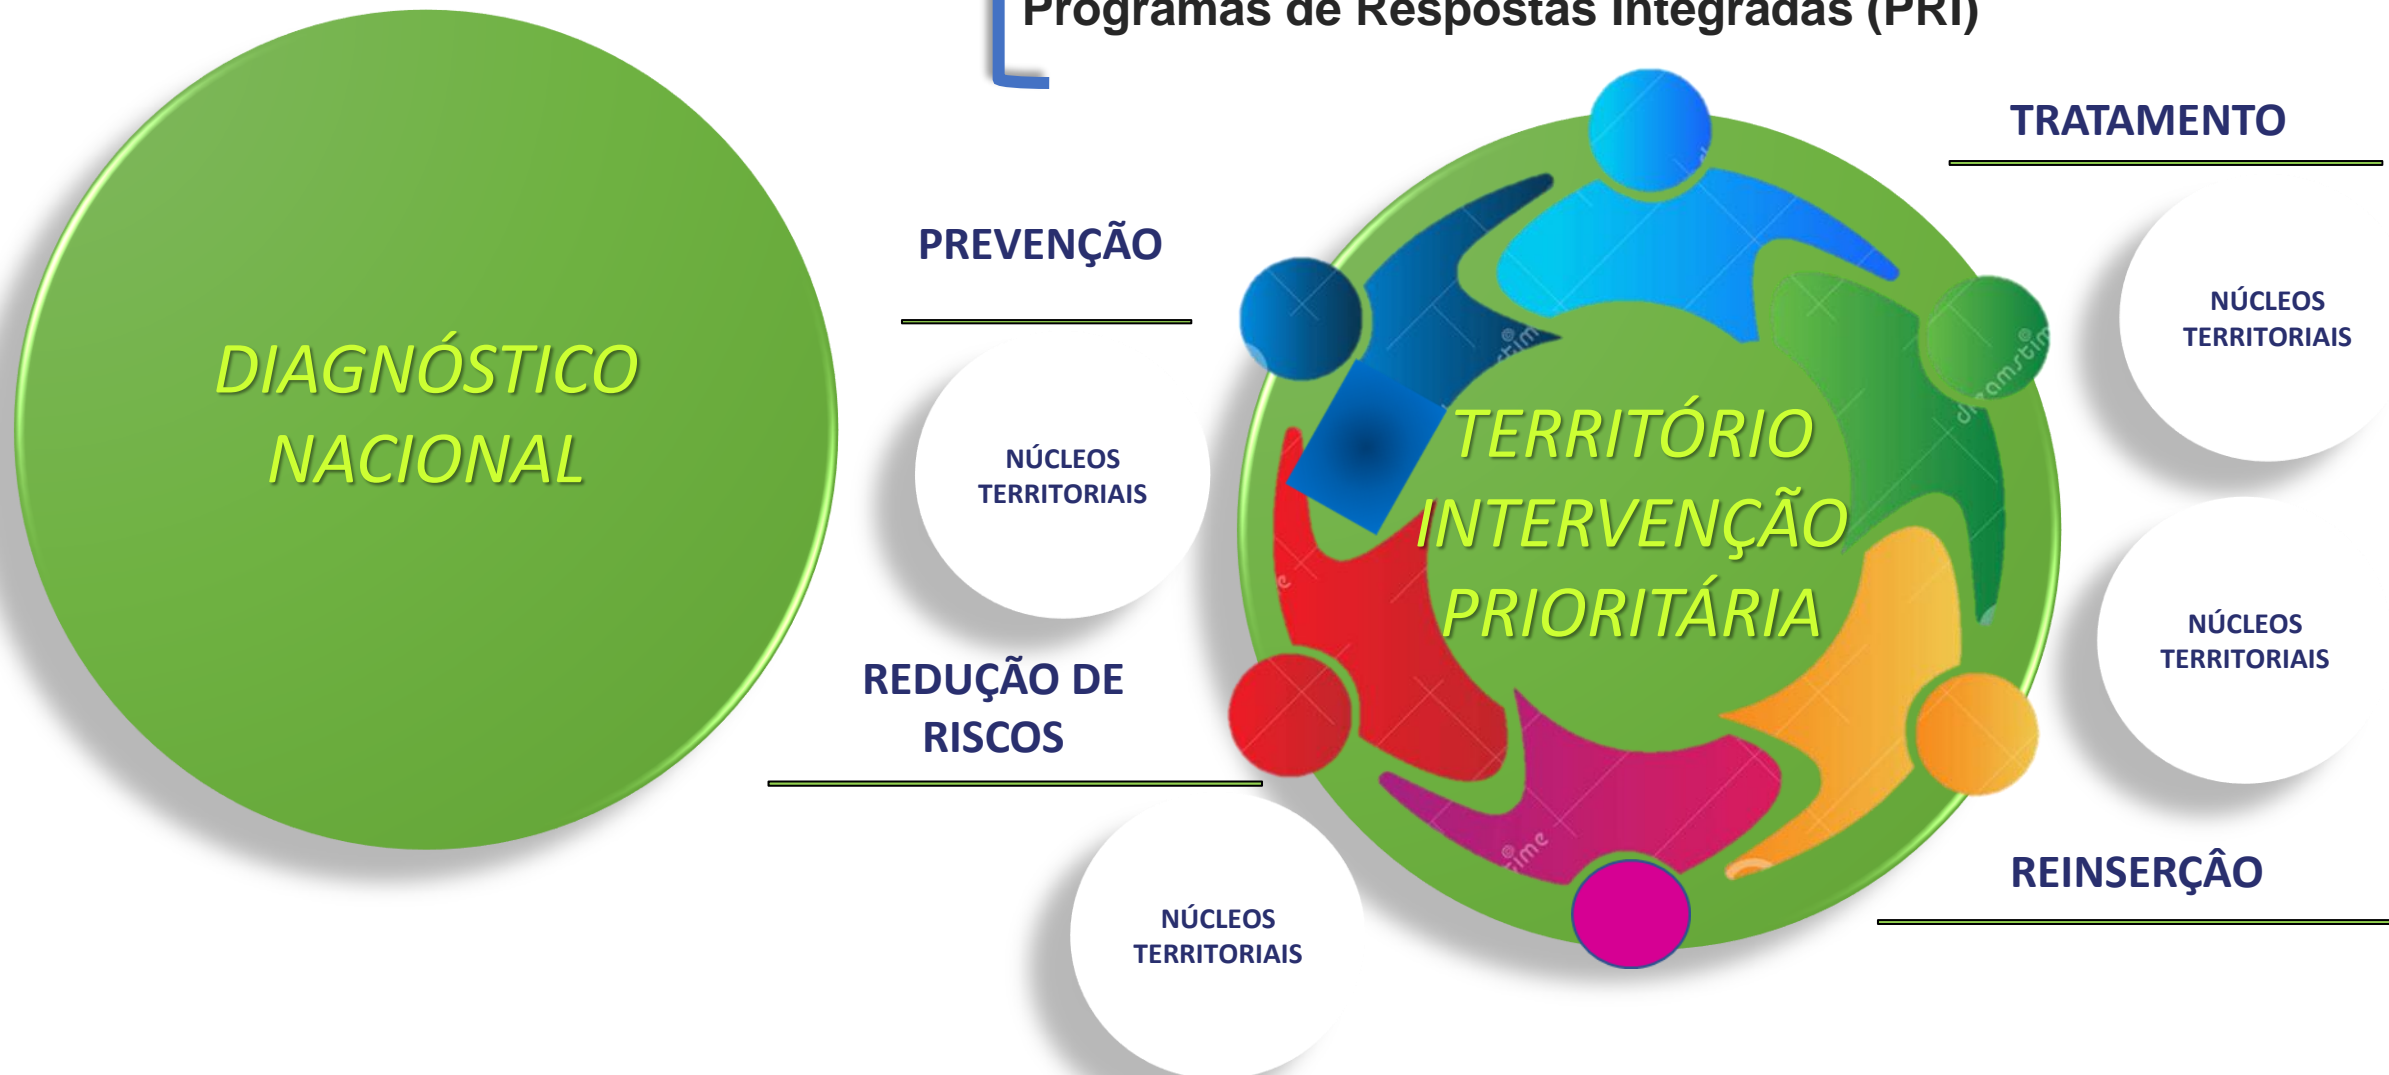 Programas de Respostas Integradas (PRI)
DIAGNÓSTICO
NACIONAL
PREVENÇÃO
NÚCLEOS
TERRITORIAIS
REDUÇÃO DE
RISCOS
NÚCLEOS
TERRITORIAIS
TERRITÓRIO
INTERVENÇÃO
PRIORITÁRIA
TRATAMENTO
NÚCLEOS
TERRITORIAIS
NÚCLEOS
TERRITORIAIS
REINSERÇÂO
dreamstime